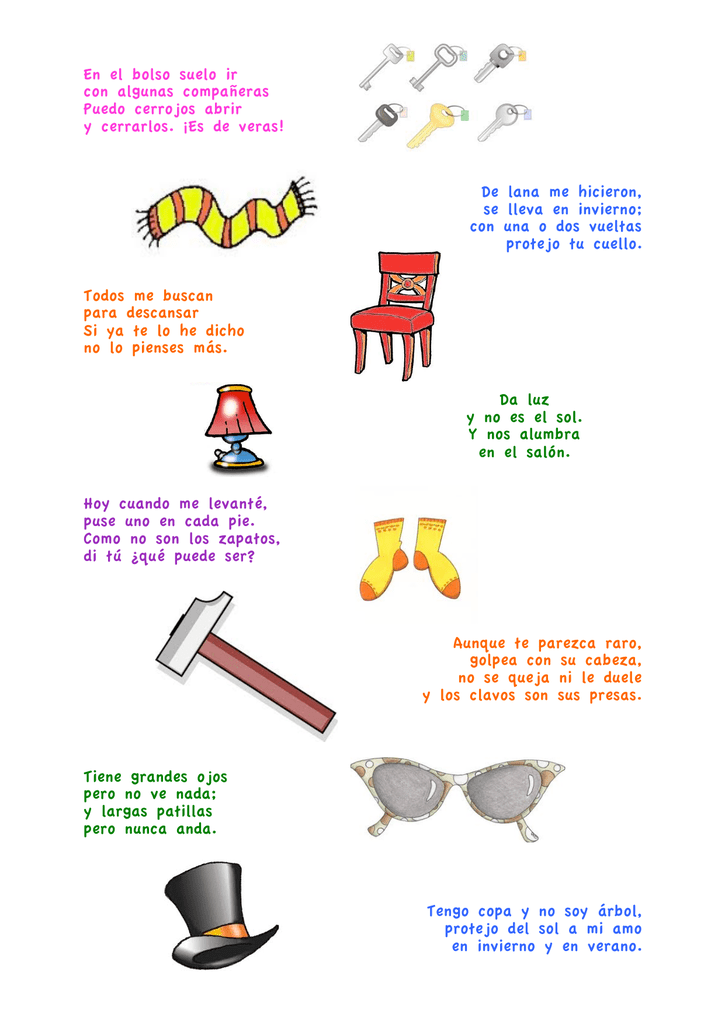 En el bolso suelo ir
con algunas compañeras
Puedo cerrojos abrir
y cerrarlos. ¡Es de veras!
De lana me hicieron,
se lleva en invierno;
con una o dos vueltas
protejo tu cuello.
Todos me buscan
para descansar
Si ya te lo he dicho
no lo pienses más.
Da luz
y no es el sol.
Y nos alumbra
en el salón.
Hoy cuando me levanté,
puse uno en cada pie.
Como no son los zapatos,
di tú ¿qué puede ser?
Aunque te parezca raro,
golpea con su cabeza,
no se queja ni le duele
y los clavos son sus presas.
Tiene grandes ojos
pero no ve nada;
y largas patillas
pero nunca anda.
Tengo copa y no soy árbol,
protejo del sol a mi amo
en invierno y en verano.